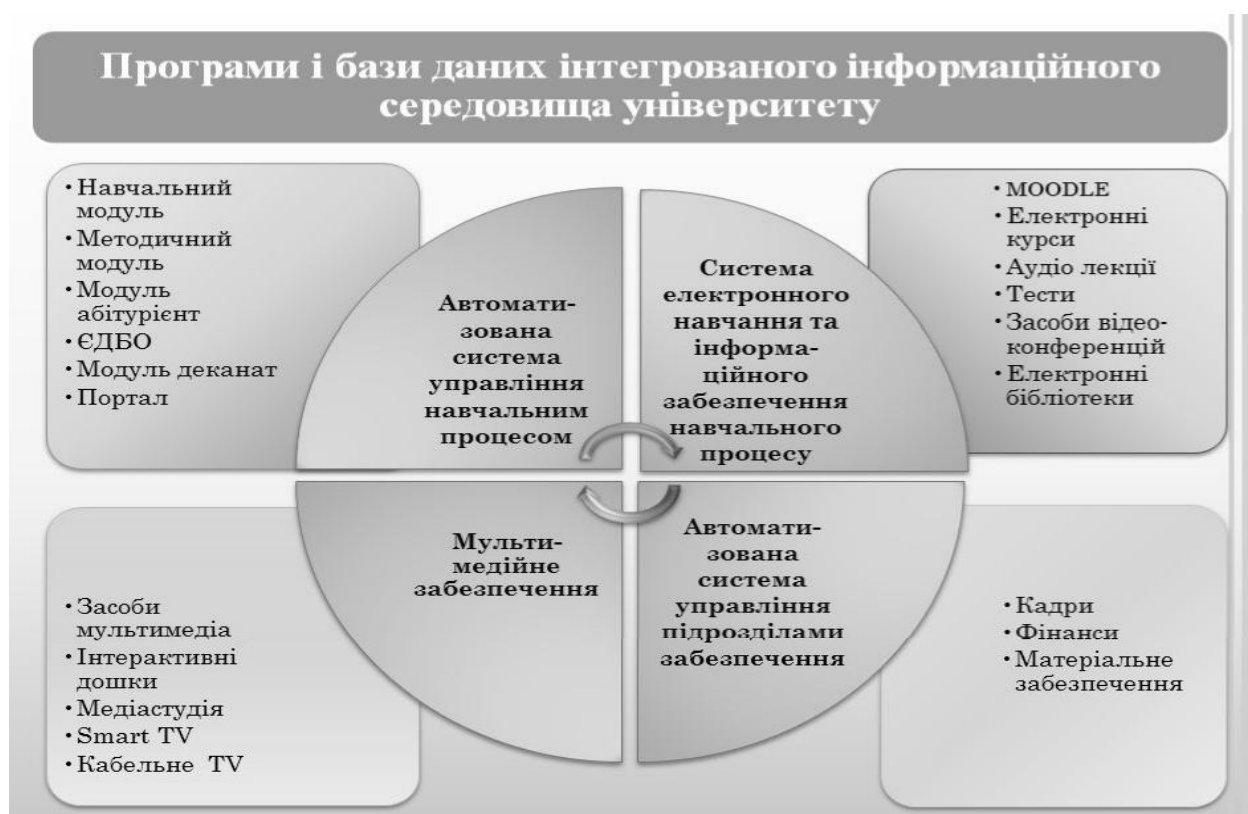 Програми і бази даних інтегрованого інформаційного
середовища університету
• Навчальний
модуль
• Методичний
модуль
• Модуль
абітурієнт
• ЄДБО
• Модуль деканат
• Портал
Автомати-
зована
система
управління
навчальним
процесом
Система
електронного
навчання та
інформа-
ційного
забезпечення
навчального
процесу
• MOODLE
• Електронні
курси
• Аудіо лекції
• Тести
• Засоби відео-
конференцій
• Електронні
бібліотеки
• Засоби
мультимедіа
• Інтерактивні
дошки
• Медіастудія
• Smart TV
• Кабельне TV
Мульти-
медійне
забезпечення
Автомати-
зована
система
управління
підрозділами
забезпечення
• Кадри
• Фінанси
• Матеріальне
забезпечення